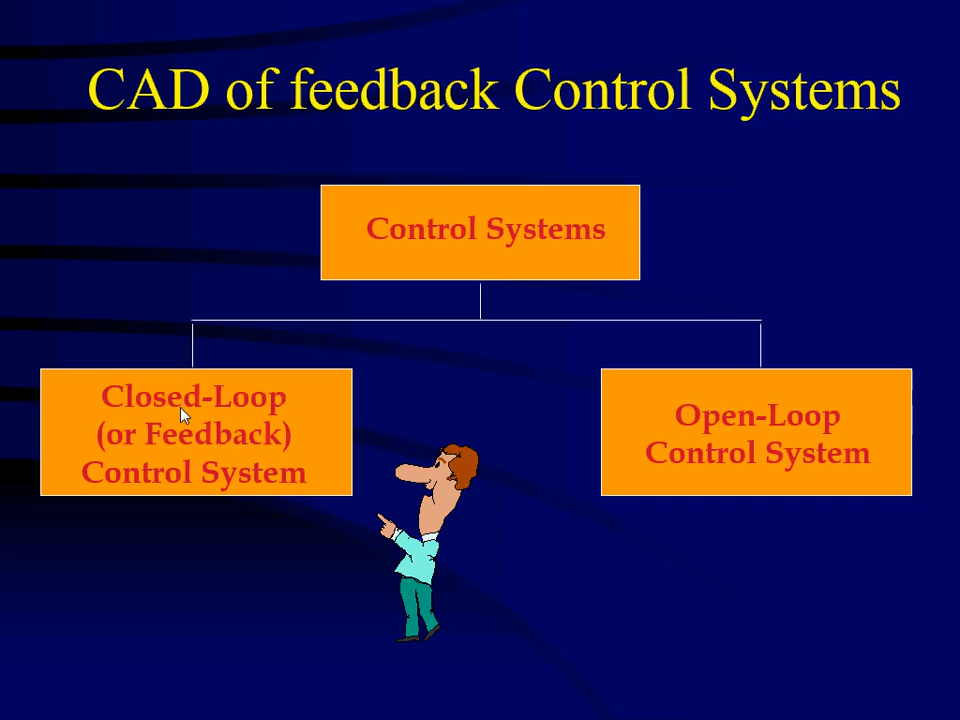 CAD of feedback Control Systems
Control Systems
Closed-Loop
(or Feedback)
Control System
Open-Loop
Control System